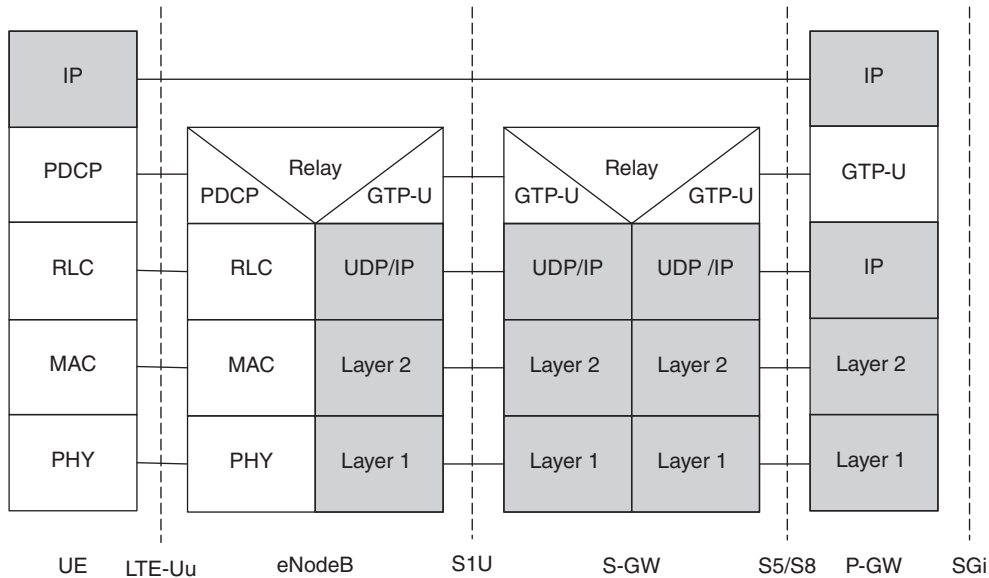 IP
IP
PDCP
Relay
PDCP
GTP-U
Relay
GTP-U
GTP-U
GTP-U
RLC
RLC
UDP/IP
UDP/IP
UDP /IP
IP
MAC
MAC
Layer 2
Layer 2
Layer 2
Layer 2
PHY
PHY
Layer 1
Layer 1
Layer 1
Layer 1
UE
LTE-Uu
eNodeB
S1U
S-GW
S5/S8
P-GW
SGi